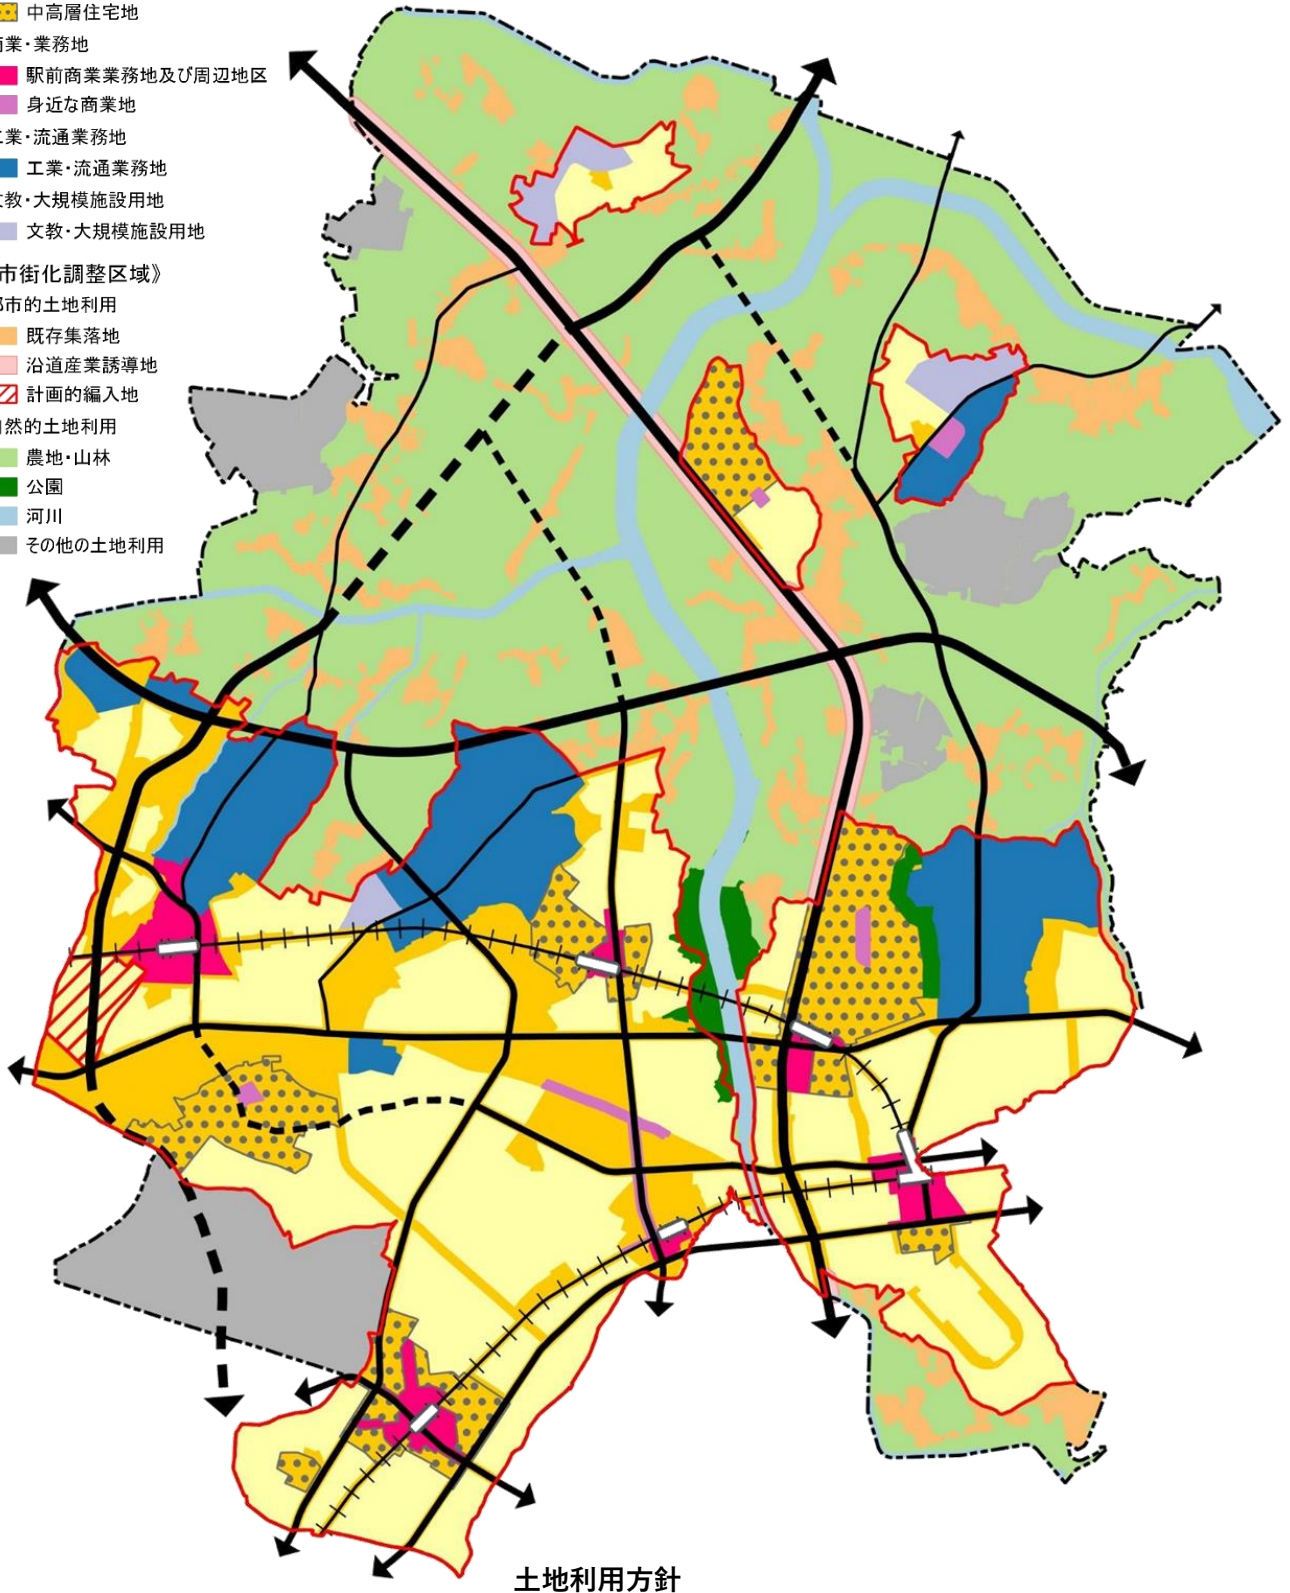 中高層住宅地
商業・業務地
駅前商業業務地及び周辺地区
身近な商業地
工業・流通業務地
工業・流通業務地
文教・大規模施設用地
文教・大規模施設用地
市街化調整区域》
都市的土地利用
既存集落地
沿道産業誘導地
計画的編入地
自然的土地利用
農地・山林
公園
河川
その他の土地利用
土地利用方針